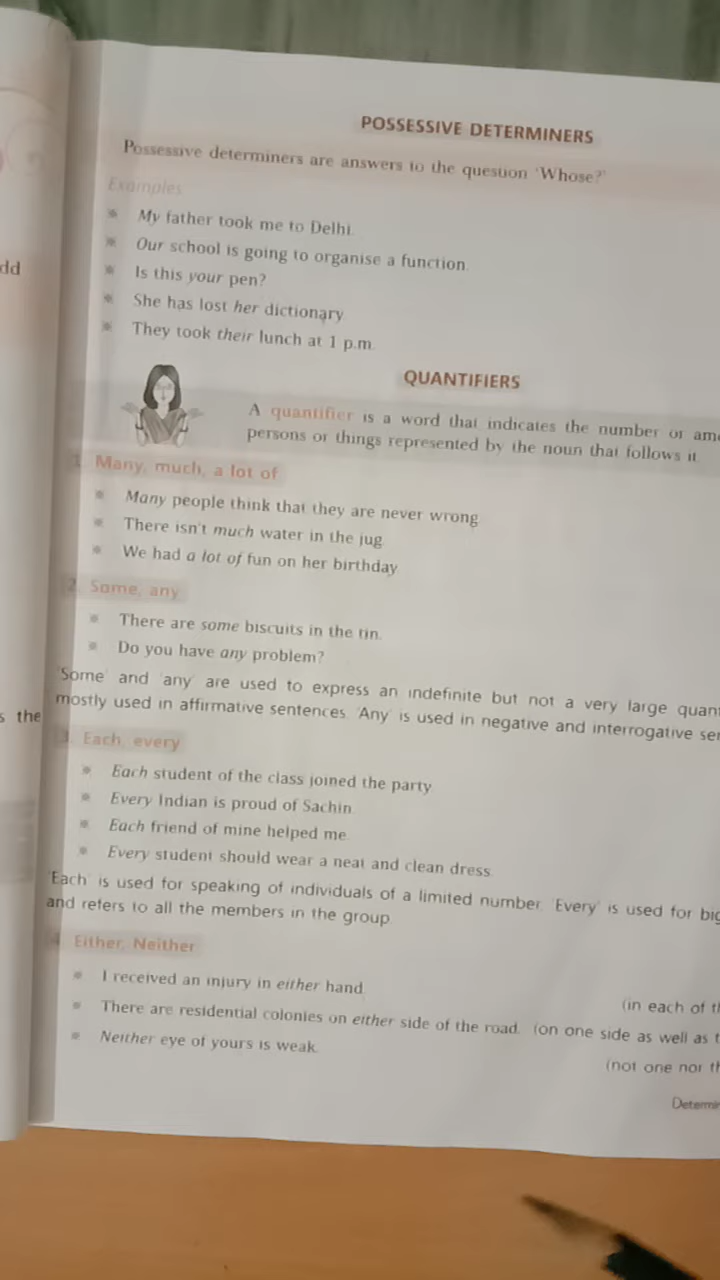 POSSESSIVE DETERMINERS
Possessive determiners are answers to the question 'Whose?'
Examples
* My father took me to Delhi.
* Our school is going to organise a function.
dd
* Is this your pen?
* She has lost her dictionary.
* They took their lunch at 1 p.m.
QUANTIFIERS
A quantifier is a word that indicates the number or
persons or things represented by the noun that follows it.
1. Many, much, a lot of
* Many people think that they are never wrong.
* There isn't much water in the jug.
* We had a lot of fun on her birthday.
2. Some, any
* There are some biscuits in the tin.
* Do you have any problem?
'Some' and 'any' are used to express an indefinite but not a very large
s the
mostly used in affirmative sentences. 'Any' is used in negative and interrogative
3. Each, every
* Each student of the class joined the party.
* Every Indian is proud of Sachin.
* Each friend of mine helped me.
* Every student should wear a neat and clean dress.
'Each' is used for speaking of individuals of a limited number. 'Every' is used for
and refers to all the members in the group.
4. Either, Neither
* I received an injury in either hand. (in each of
* There are residential colonies on either side of the road. (on one side as well as
* Neither eye of yours is weak. (not one nor